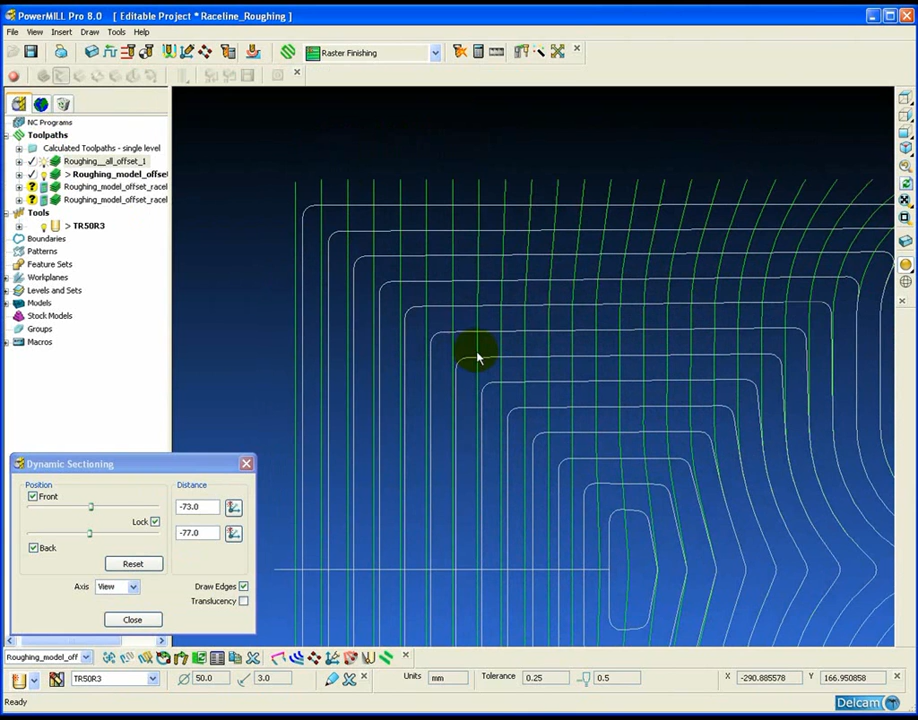 PowerMILL Pro 8.0 [ Editable Project * Raceline_Roughing ]
File View Insert Draw Tools Help
Raster Finishing
NC Programs
Toolpaths
Calculated Toolpaths - single level
Roughing__all_offset_1
> Roughing_model_offset
Roughing_model_offset_racel
Roughing_model_offset_racel
Tools
> TR50R3
Boundaries
Patterns
Feature Sets
Workplanes
Levels and Sets
Models
Stock Models
Groups
Macros
Dynamic Sectioning
Position
Distance
Front
-73.0
Lock
-77.0
Back
Reset
Axis View
Draw Edges
Translucency
Close
Roughing_model_off
TR50R3 50.0 3.0 Units mm Tolerance 0.25 0.5 X -290.885578 Y 166.950858
Ready
Delcam